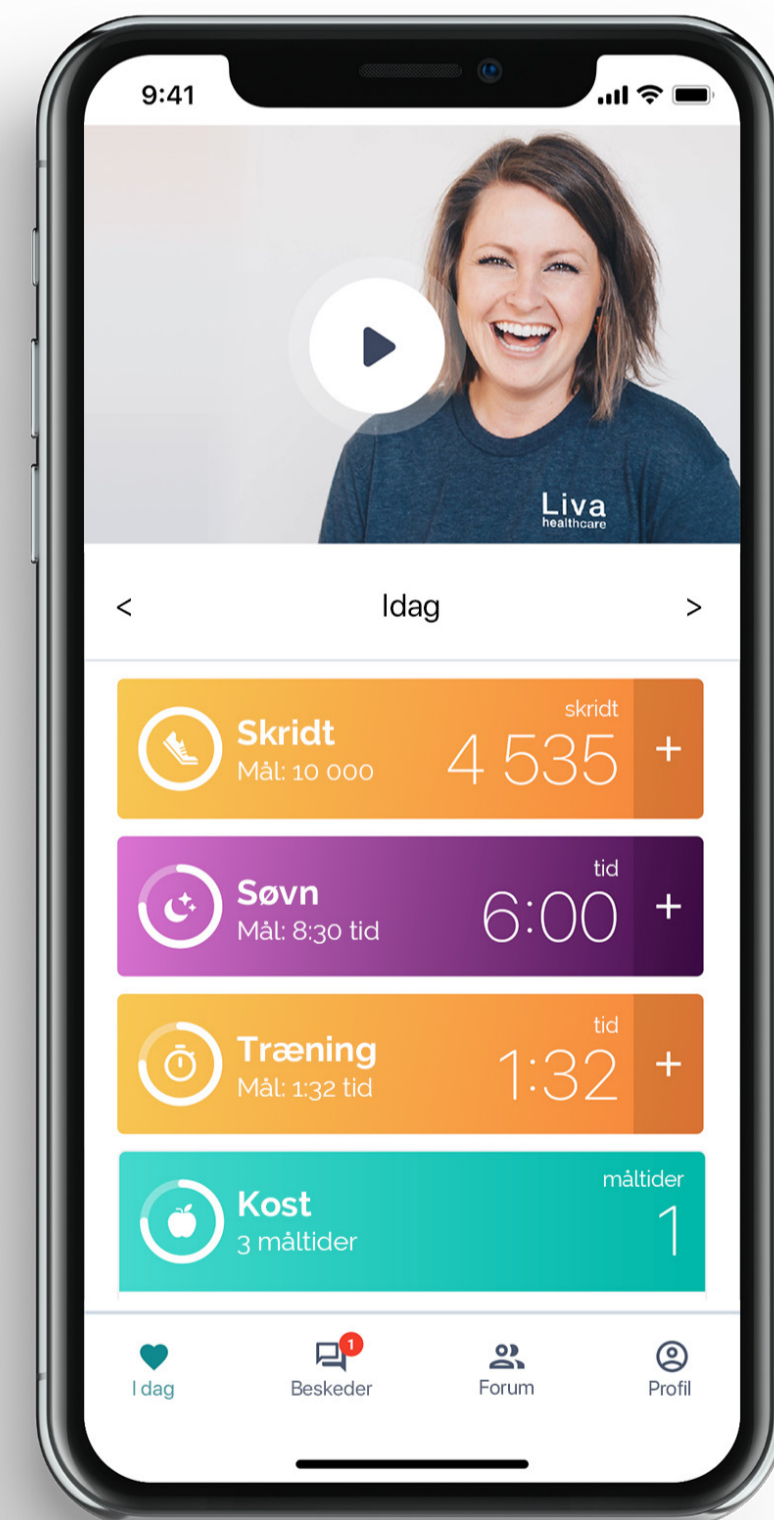 9:41
Liva
healthcare
< Idag >
Skridt
Mål: 10 000
skridt
4 535
+
Søvn
Mål: 8:30 tid
tid
6:00
+
Træning
Mål: 1:32 tid
tid
1:32
+
Kost
3 måltider
måltider
1
1
I dag
Beskeder
Forum
Profil